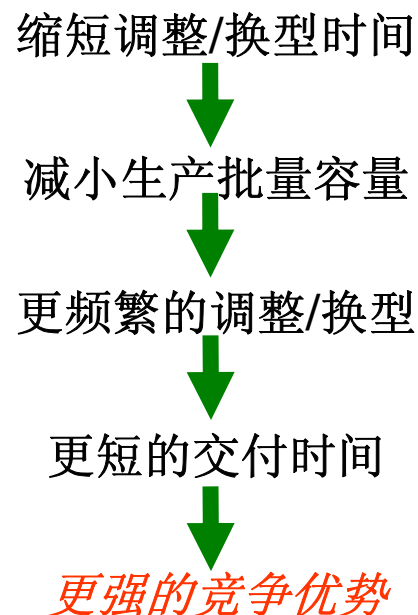 缩短调整/换型时间
减小生产批量容量
更频繁的调整/换型
更短的交付时间
更强的竞争优势